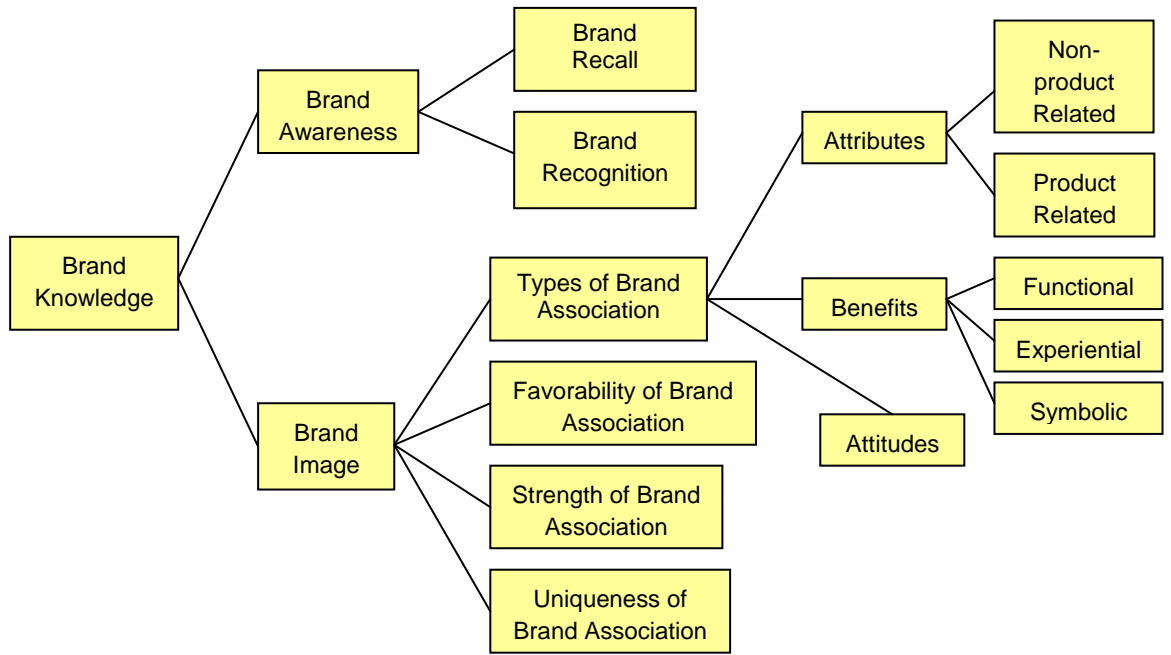 Brand
Knowledge
Brand
Awareness
Brand
Image
Brand
Recall
Brand
Recognition
Types of Brand
Association
Favorability of Brand
Association
Strength of Brand
Association
Uniqueness of
Brand Association
Attributes
Benefits
Attitudes
Non-
product
Related
Product
Related
Functional
Experiential
Symbolic